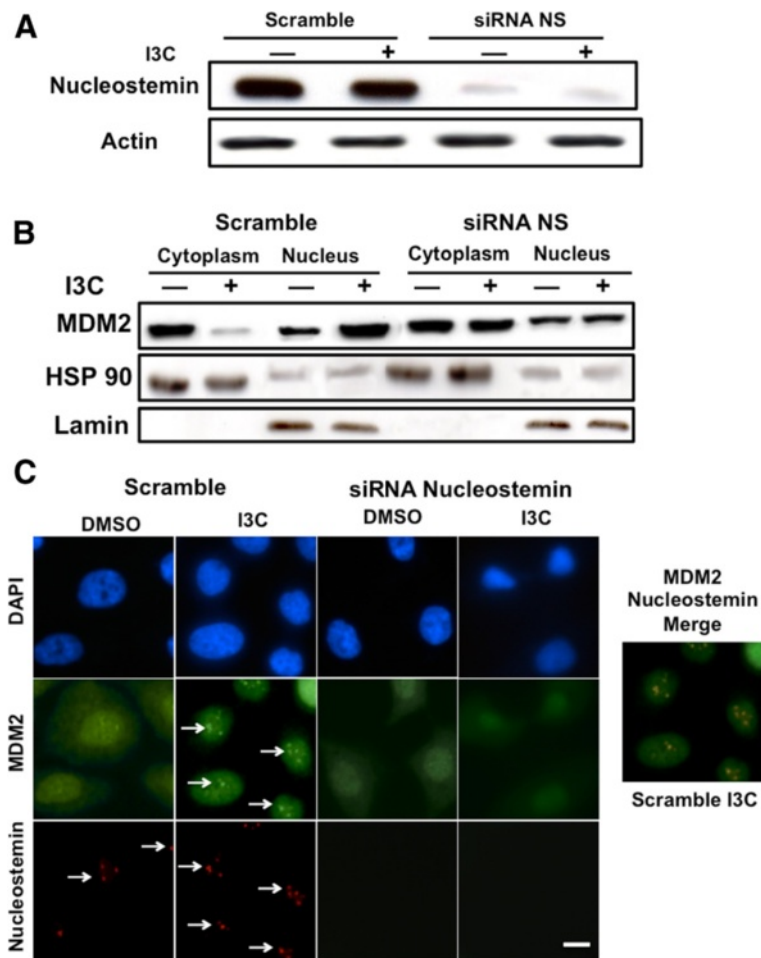 A
Scramble siRNA NS
I3C — + — +
Nucleostemin
Actin
B
Scramble siRNA NS
Cytoplasm Nucleus Cytoplasm Nucleus
I3C — + — + — + — +
MDM2
HSP 90
Lamin
C
Scramble siRNA Nucleostemin
DMSO I3C DMSO I3C
DAPI
MDM2
Nucleostemin
MDM2
Nucleostemin
Merge
Scramble I3C